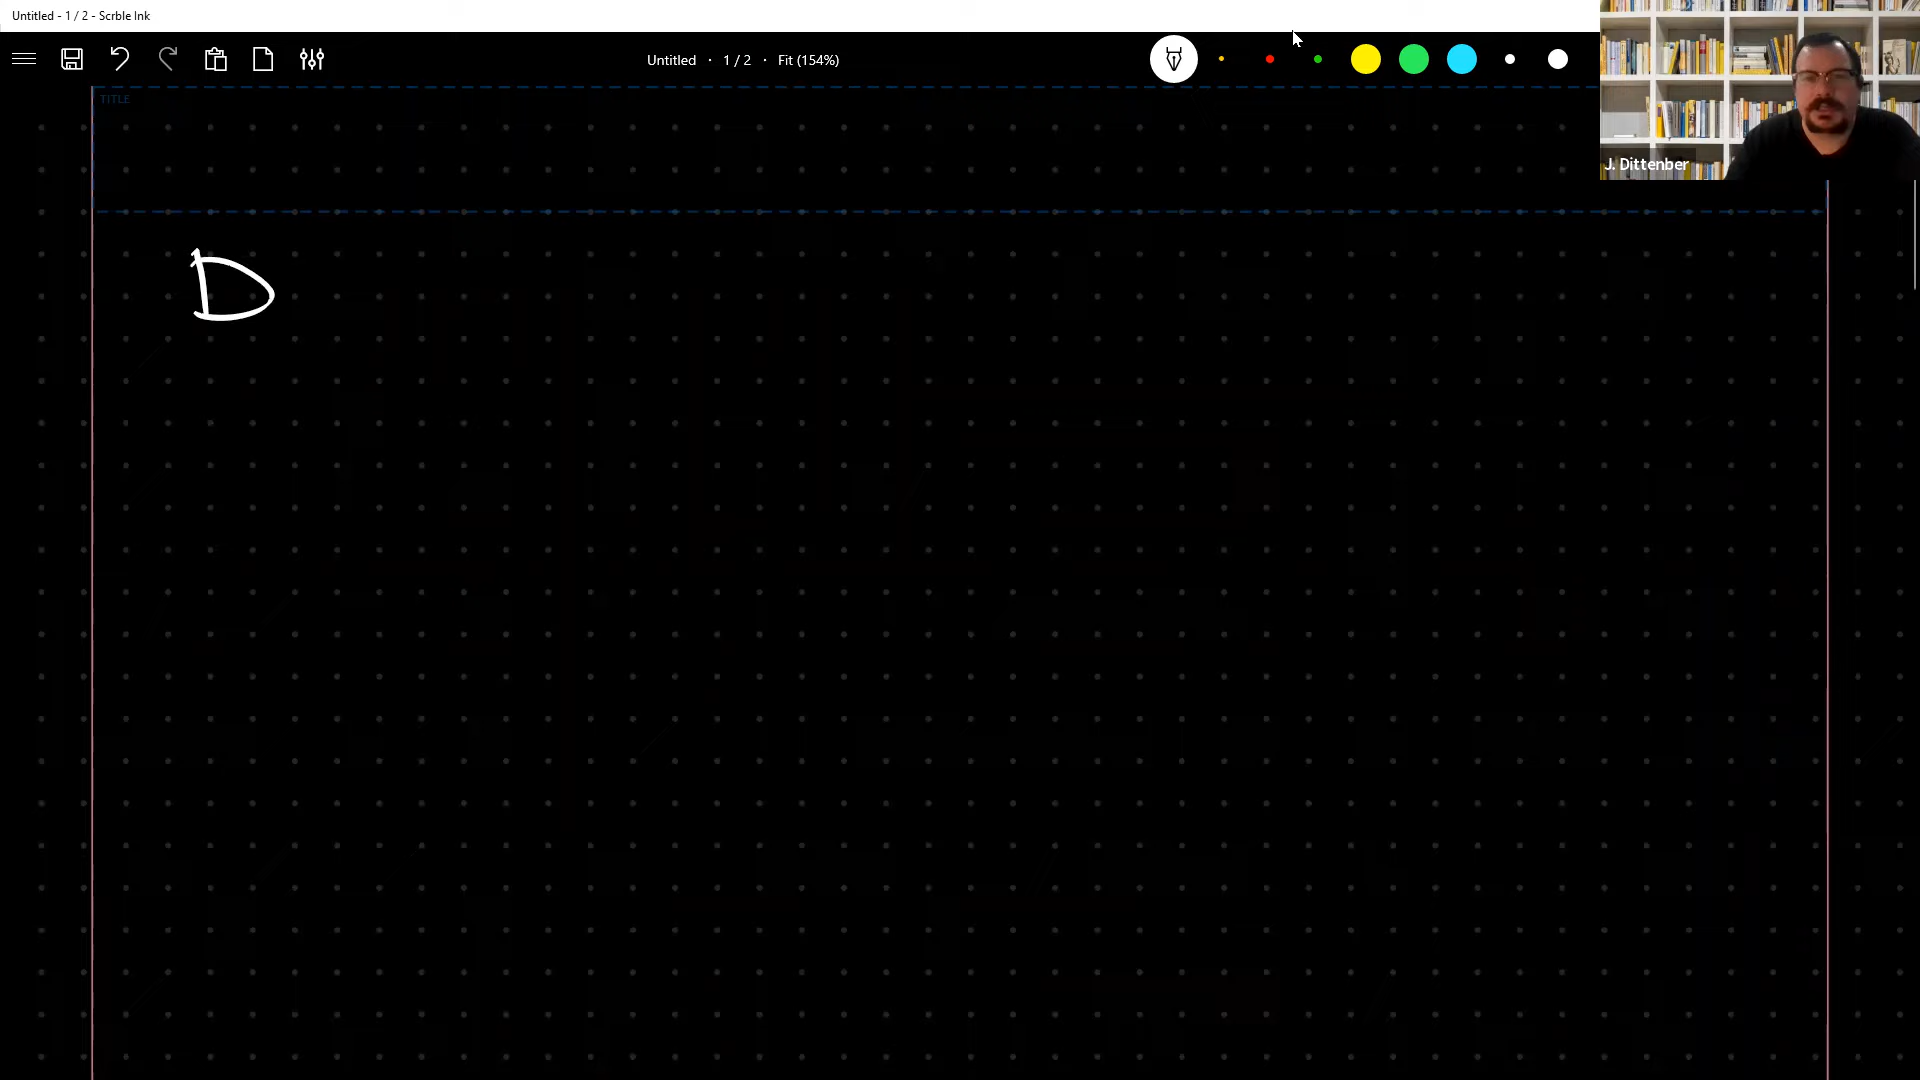 Untitled - 1 / 2 - Scrble Ink
Untitled · 1 / 2 · Fit (154%)
J. Dittenber
TITLE
D